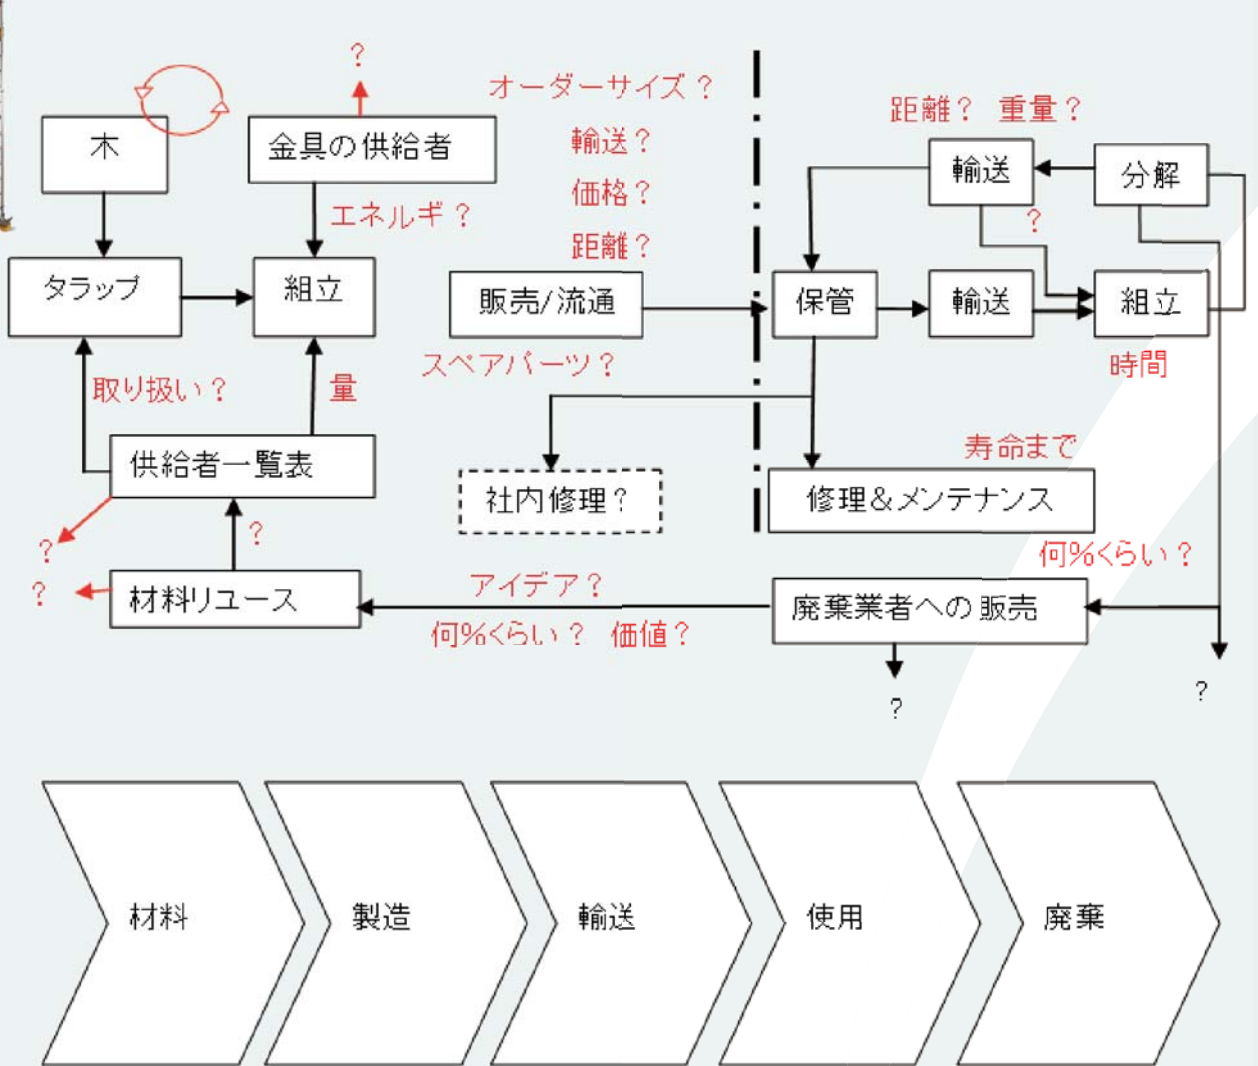 ?
オーダーサイズ?
距離? 重量?
木
金具の供給者
輸送?
輸送
分解
価格?
エネルギ?
?
距離?
タラップ
組立
販売/流通
保管
輸送
組立
スペアパーツ?
時間
取り扱い?
量
寿命まで
供給者一覧表
社内修理?
修理&メンテナンス
?
?
何%くらい?
?
材料リユース
アイデア?
廃棄業者への販売
何%くらい? 価値?
?
?
材料
製造
輸送
使用
廃棄